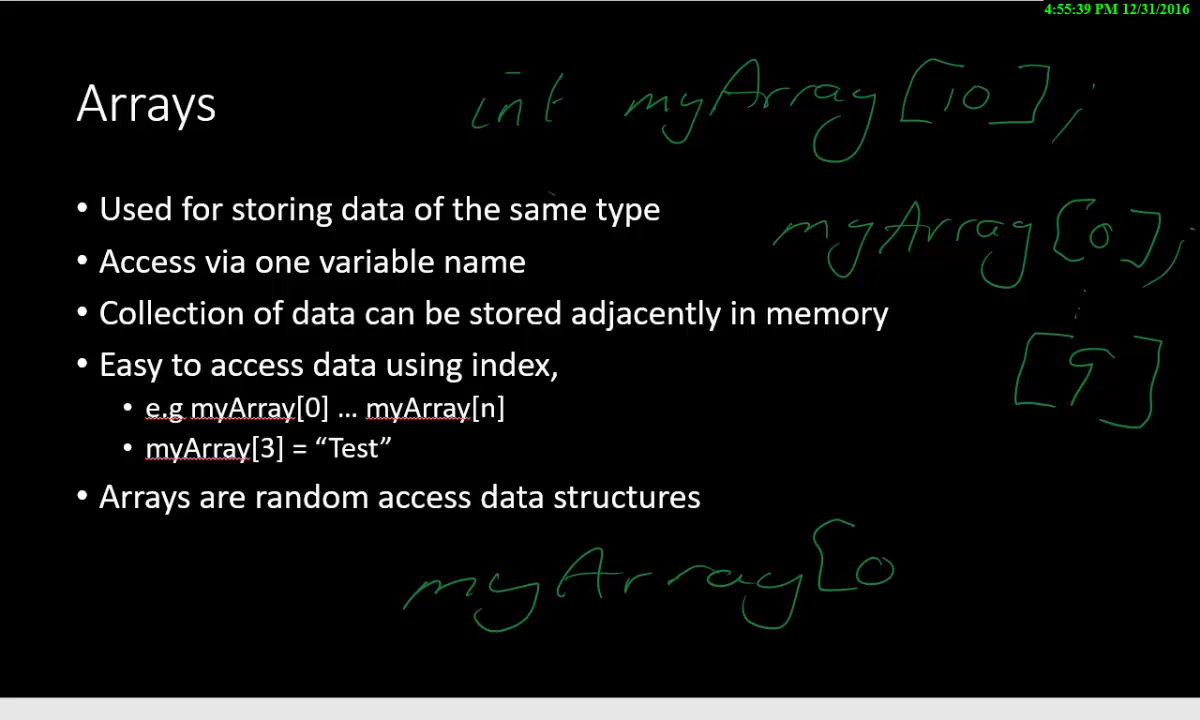 4:55:39 PM 12/31/2016
Arrays
int myArray[10];
• Used for storing data of the same type
myArray[0];
• Access via one variable name
• Collection of data can be stored adjacently in memory
• Easy to access data using index,
[9]
• e.g myArray[0] ... myArray[n]
• myArray[3] = “Test”
• Arrays are random access data structures
myArray[0